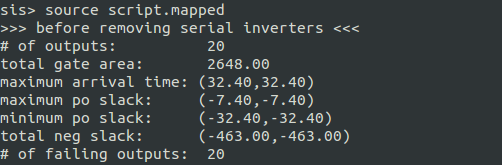 sis> source script.mapped
>>> before removing serial inverters <<<
# of outputs:          20
total gate area:       2648.00
maximum arrival time: (32.40,32.40)
maximum po slack:     (-7.40,-7.40)
minimum po slack:     (-32.40,-32.40)
total neg slack:      (-463.00,-463.00)
# of failing outputs:  20